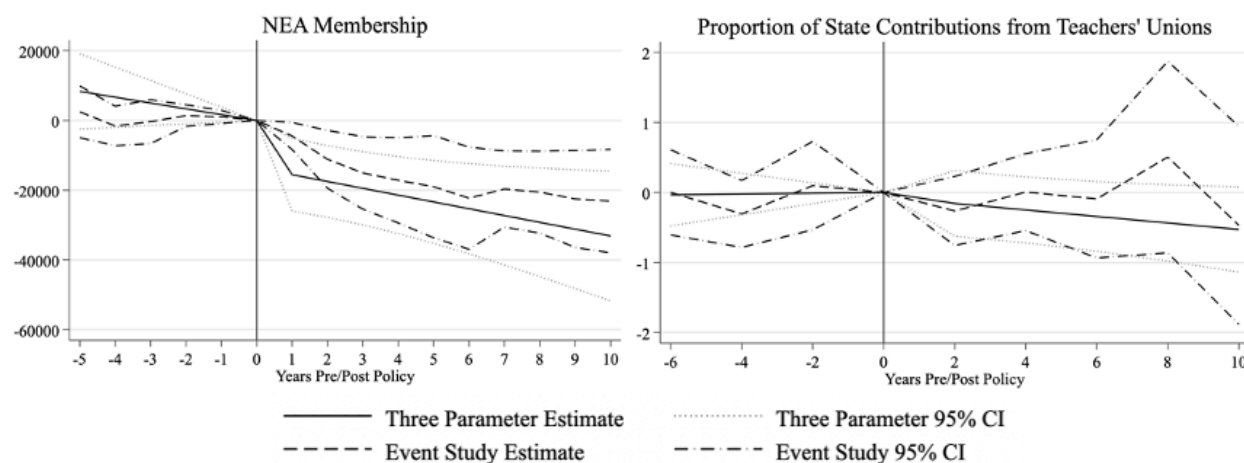 NEA Membership
Proportion of State Contributions from Teachers' Unions
20000
0
-20000
-40000
-60000
-5 -4 -3 -2 -1 0 1 2 3 4 5 6 7 8 9 10
Years Pre/Post Policy
2
1
0
-1
-2
-6 -4 -2 0 2 4 6 8 10
Years Pre/Post Policy
Three Parameter Estimate
Three Parameter 95% CI
Event Study Estimate
Event Study 95% CI